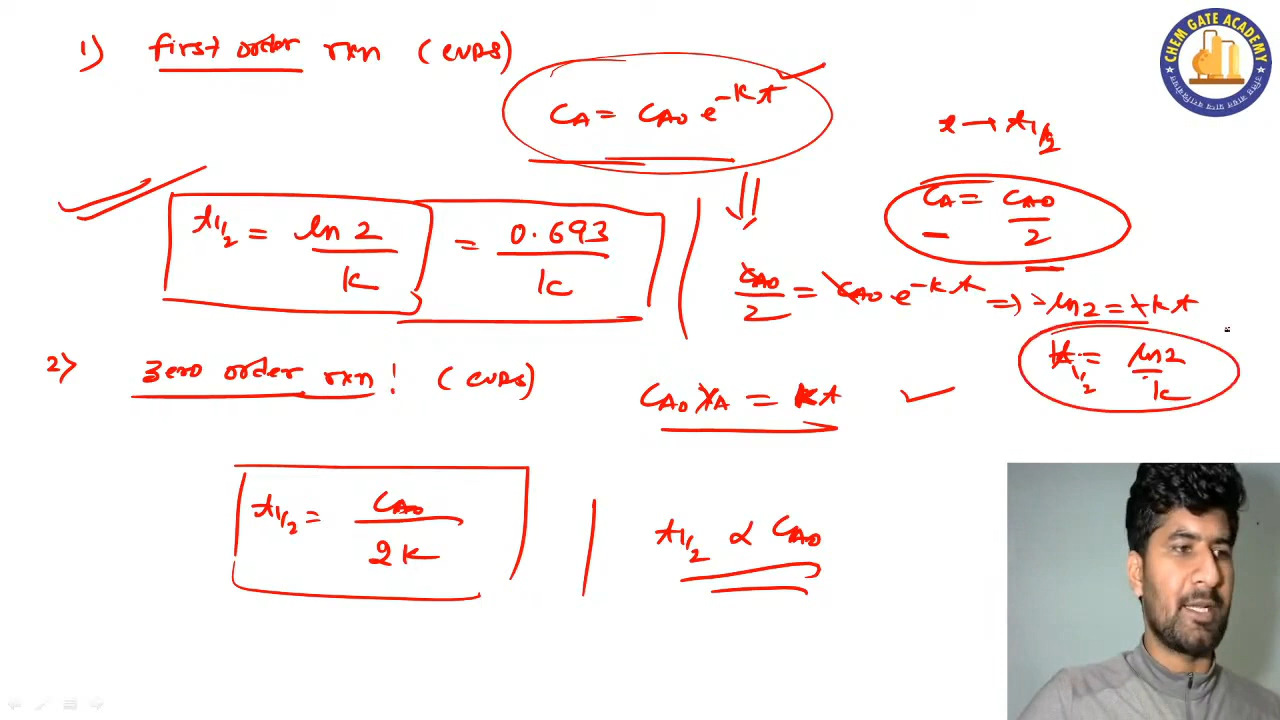 1) first order rxn (CVBS)
CA = CA0 e^-kt
t → t1/2
CA = CA0/2
t1/2 = ln 2/k = 0.693/k
CA0/2 = CA0 e^-kt ⇒ -ln2 = -kt
t1/2 = ln2/k
2) Zero order rxn! (CVBS)
CA0 XA = kt
t1/2 = CA0/2k
t1/2 ∝ CA0
CHEM GATE ACADEMY